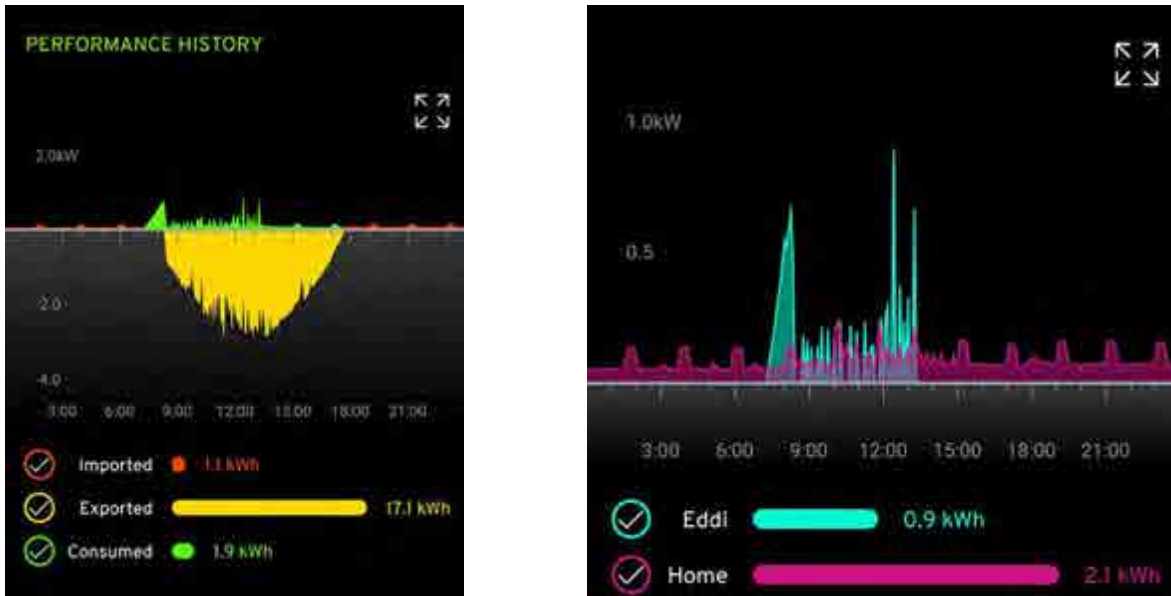 PERFORMANCE HISTORY
2.0kW
-2.0
-4.0
3:00 6:00 9:00 12:00 15:00 18:00 21:00
Imported 1.1 kWh
Exported 17.1 kWh
Consumed 1.9 kWh
1.0kW
0.5
3:00 6:00 9:00 12:00 15:00 18:00 21:00
Eddi 0.9 kWh
Home 2.1 kWh